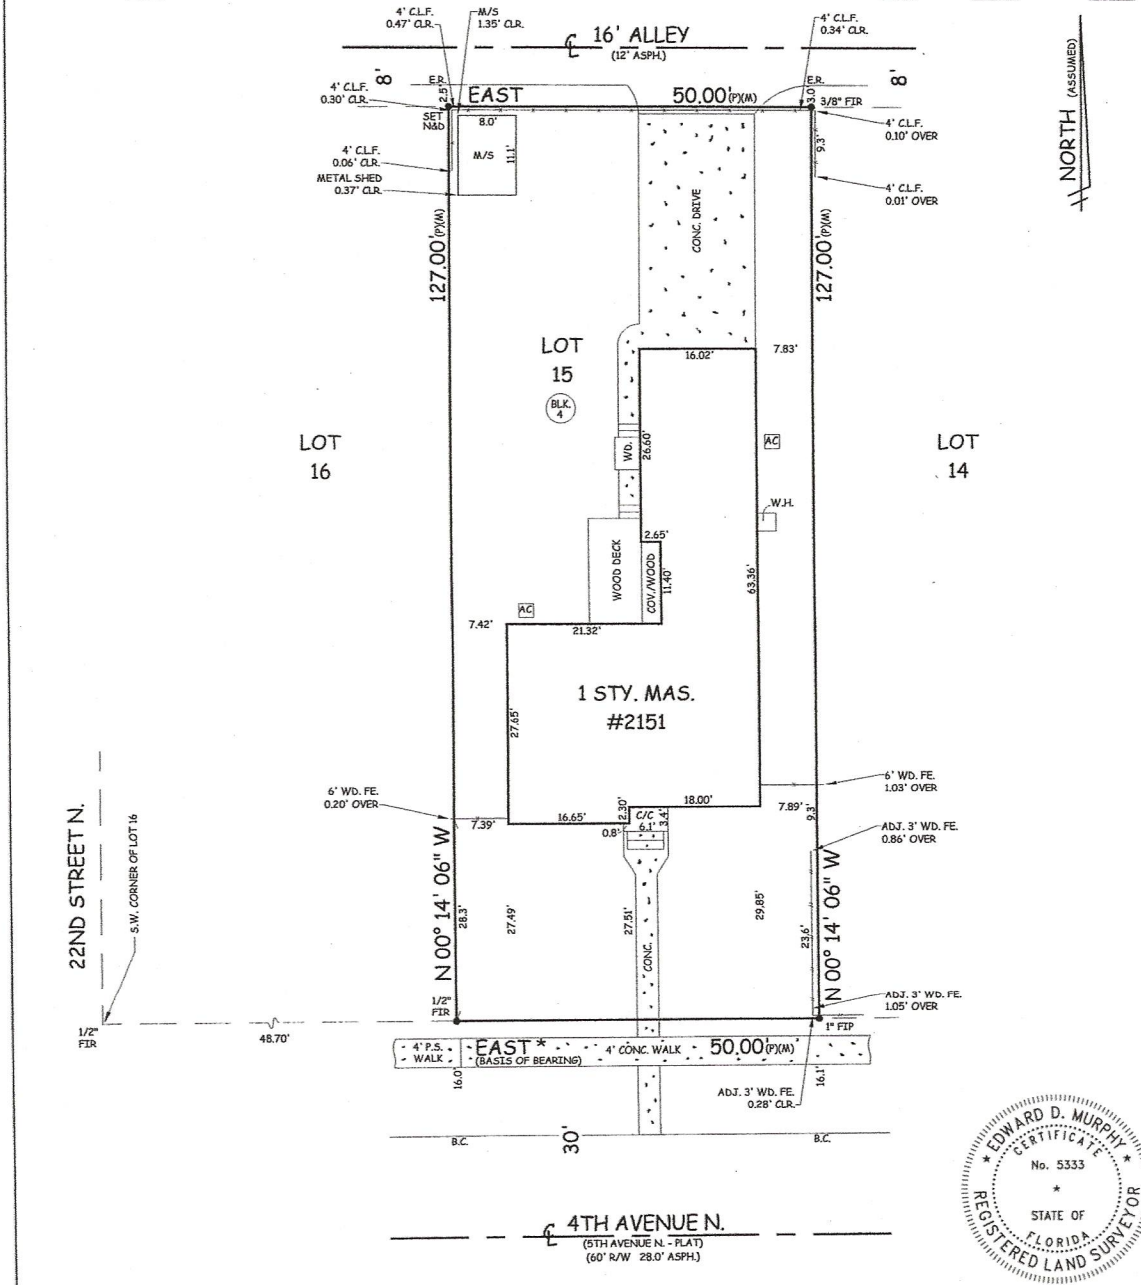 4' C.L.F.
0.47' CLR.
M/S
1.35' CLR.
16' ALLEY
(12' ASPH.)
4' C.L.F.
0.34' CLR.
8'
8'
4' C.L.F.
0.30' CLR.
2.5'
E.R.
EAST
50.00'(P)(M)
3.0'
E.R.
3/8" FIR
SET
N&D
8.0'
M/S
11.1'
4' C.L.F.
0.06' CLR.
METAL SHED
0.37' CLR.
9.3'
4' C.L.F.
0.10' OVER
4' C.L.F.
0.01' OVER
NORTH (ASSUMED)
CONC. DRIVE
127.00'(P)(M)
127.00'(P)(M)
LOT
15
BLK.
4
16.02'
7.83'
LOT
16
LOT
14
WD.
26.60'
AC
W.H.
2.65'
WOOD DECK
COV./WOOD
11.40'
63.36'
AC
7.42'
21.32'
1 STY. MAS.
#2151
27.65'
6' WD. FE.
0.20' OVER
7.39'
16.65'
2.30'
18.00'
C/C
6.1'
3.4'
0.8'
7.89'
9.3'
6' WD. FE.
1.03' OVER
ADJ. 3' WD. FE.
0.86' OVER
22ND STREET N.
S.W. CORNER OF LOT 16
N 00° 14' 06" W
28.3'
27.49'
27.51'
CONC.
29.85'
23.6'
N 00° 14' 06" W
ADJ. 3' WD. FE.
1.05' OVER
1/2"
FIR
48.70'
1/2"
FIR
1" FIP
4' P.S.
WALK
EAST *
(BASIS OF BEARING)
4' CONC. WALK
50.00'(P)(M)
16.0'
16.1'
ADJ. 3' WD. FE.
0.28' CLR.
B.C.
30'
B.C.
4TH AVENUE N.
(5TH AVENUE N. - PLAT)
(60' R/W 28.0' ASPH.)
EDWARD D. MURPHY
CERTIFICATE
No. 5333
*
STATE OF
FLORIDA
REGISTERED LAND SURVEYOR